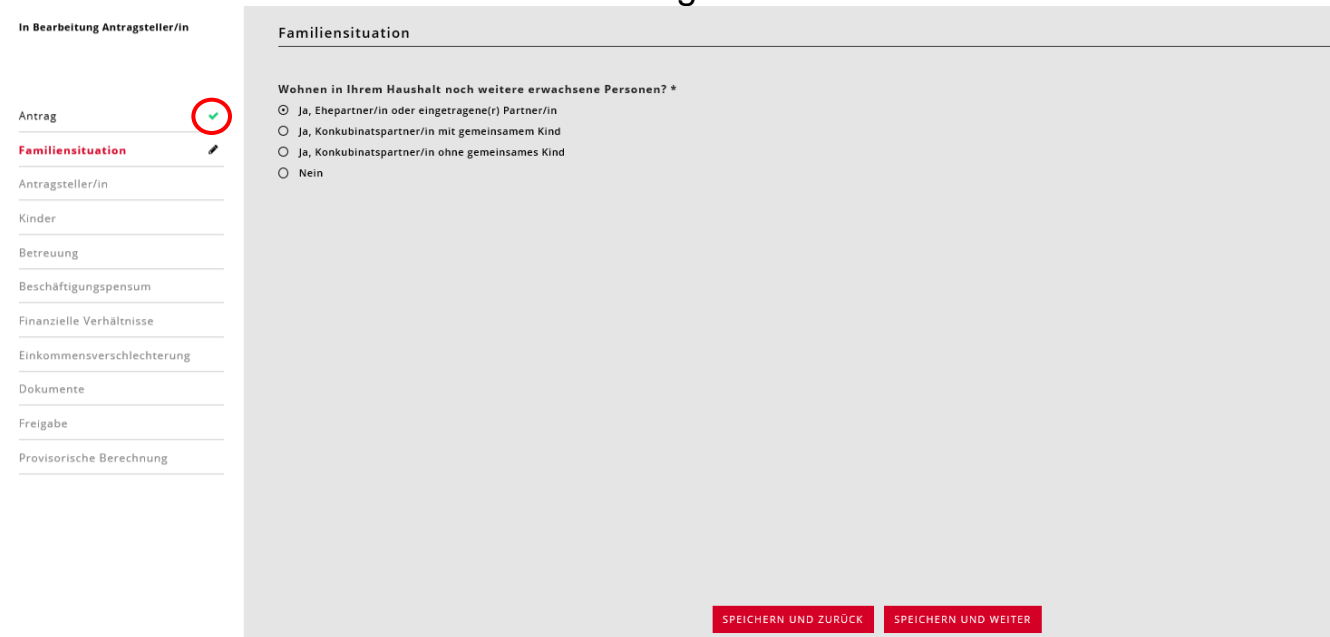 In Bearbeitung Antragsteller/in
Antrag
Familiensituation
Antragsteller/in
Kinder
Betreuung
Beschäftigungspensum
Finanzielle Verhältnisse
Einkommensverschlechterung
Dokumente
Freigabe
Provisorische Berechnung
Familiensituation
Wohnen in Ihrem Haushalt noch weitere erwachsene Personen? *
Ja, Ehepartner/in oder eingetragene(r) Partner/in
Ja, Konkubinatspartner/in mit gemeinsamem Kind
Ja, Konkubinatspartner/in ohne gemeinsames Kind
Nein
SPEICHERN UND ZURÜCK
SPEICHERN UND WEITER